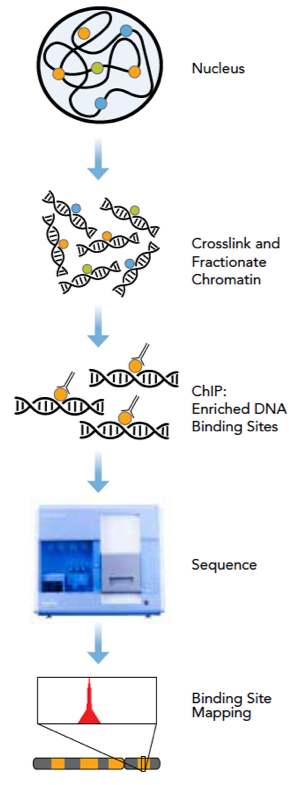 Nucleus
Crosslink and
Fractionate
Chromatin
ChIP:
Enriched DNA
Binding Sites
Sequence
Binding Site
Mapping